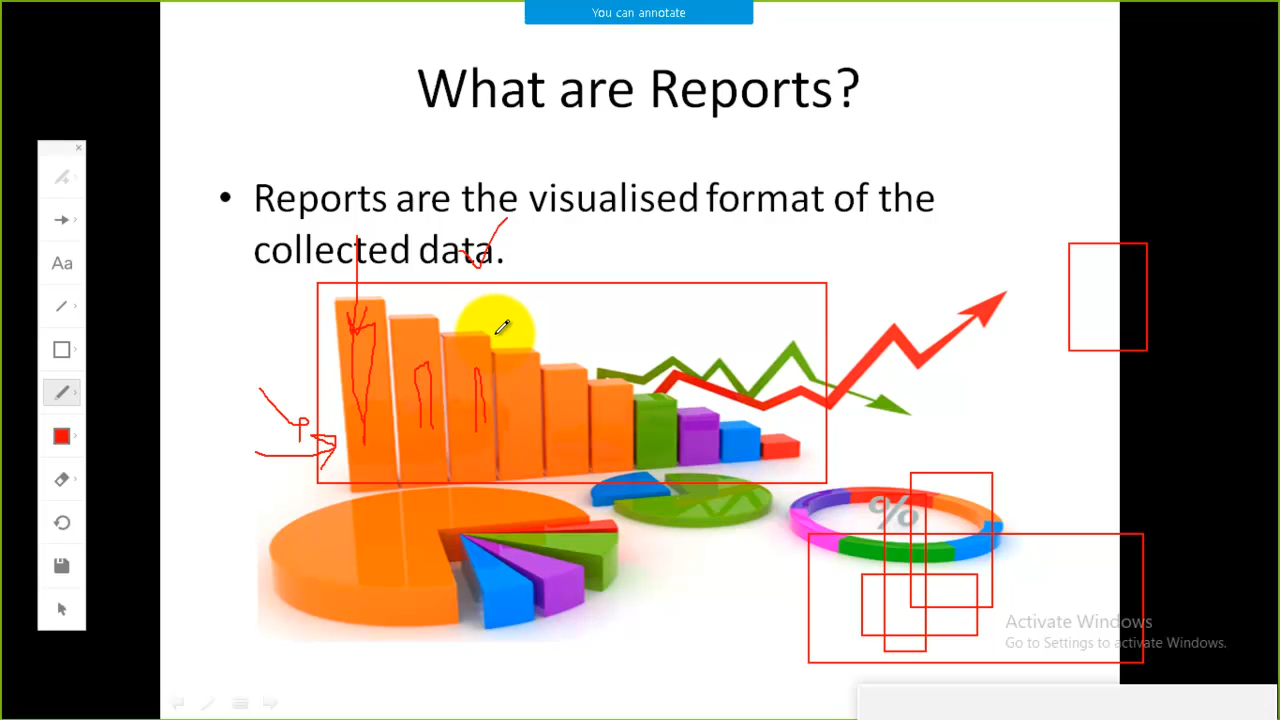 You can annotate
What are Reports?
• Reports are the visualised format of the
collected data.
Aa
%
Activate Windows
Go to Settings to activate Windows.